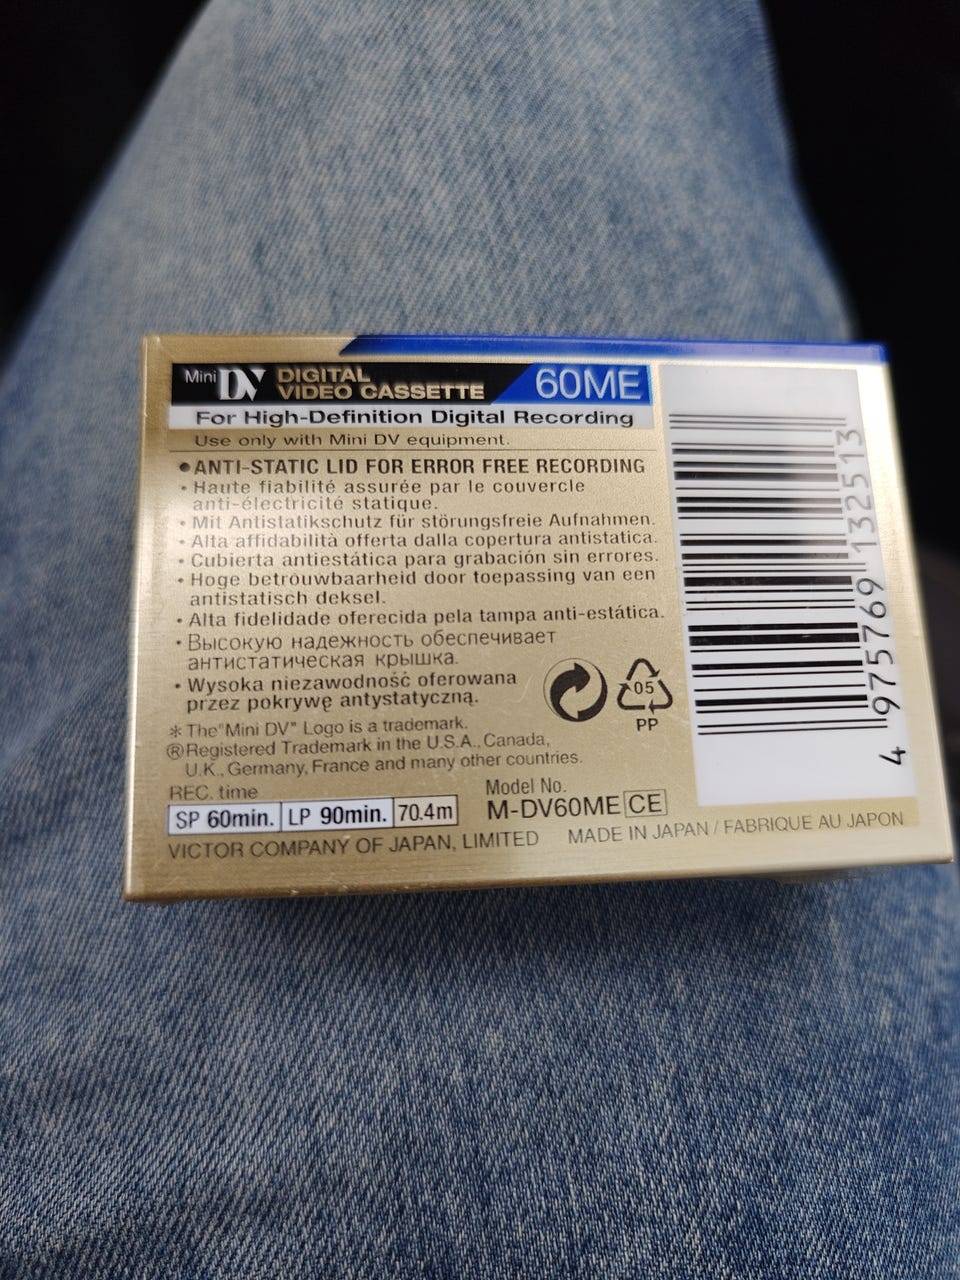 Mini DV DIGITAL
VIDEO CASSETTE
60ME
For High-Definition Digital Recording
Use only with Mini DV equipment.
•ANTI-STATIC LID FOR ERROR FREE RECORDING
• Haute fiabilité assurée par le couvercle
anti-électricité statique.
• Mit Antistatikschutz für störungsfreie Aufnahmen.
• Alta affidabilità offerta dalla copertura antistatica.
• Cubierta antiestática para grabación sin errores.
• Hoge betrouwbaarheid door toepassing van een
antistatisch deksel.
• Alta fidelidade oferecida pela tampa anti-estática.
• Высокую надежность обеспечивает
антистатическая крышка.
• Wysoka niezawodność oferowana
przez pokrywę antystatyczną.
05
PP
* The"Mini DV" Logo is a trademark.
®Registered Trademark in the U.S.A., Canada,
U.K., Germany, France and many other countries.
REC. time
SP 60min. LP 90min. 70.4m
Model No.
M-DV60ME CE
VICTOR COMPANY OF JAPAN, LIMITED
MADE IN JAPAN / FABRIQUE AU JAPON
4 975769 132513